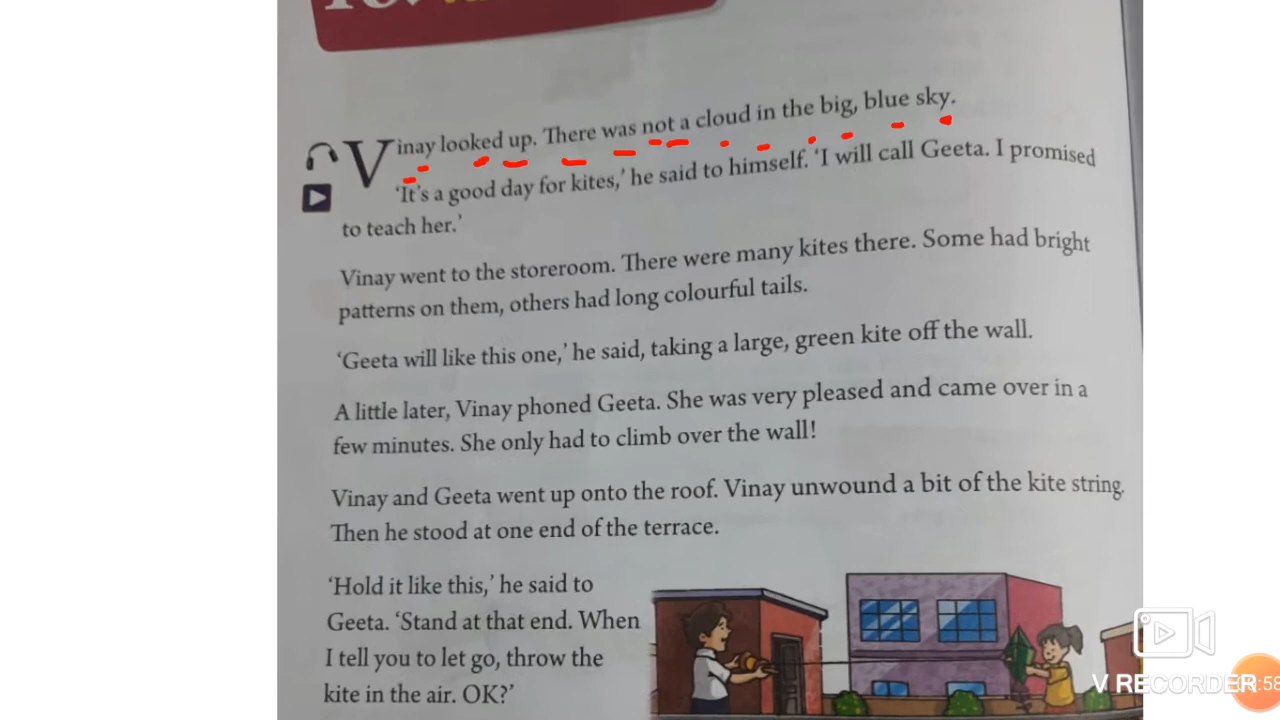 Vinay looked up. There was not a cloud in the big, blue sky.
‘It’s a good day for kites,’ he said to himself. ‘I will call Geeta. I promised
to teach her.’
Vinay went to the storeroom. There were many kites there. Some had bright
patterns on them, others had long colourful tails.
‘Geeta will like this one,’ he said, taking a large, green kite off the wall.
A little later, Vinay phoned Geeta. She was very pleased and came over in a
few minutes. She only had to climb over the wall!
Vinay and Geeta went up onto the roof. Vinay unwound a bit of the kite string.
Then he stood at one end of the terrace.
‘Hold it like this,’ he said to
Geeta. ‘Stand at that end. When
I tell you to let go, throw the
kite in the air. OK?’
V RECORDER
:58